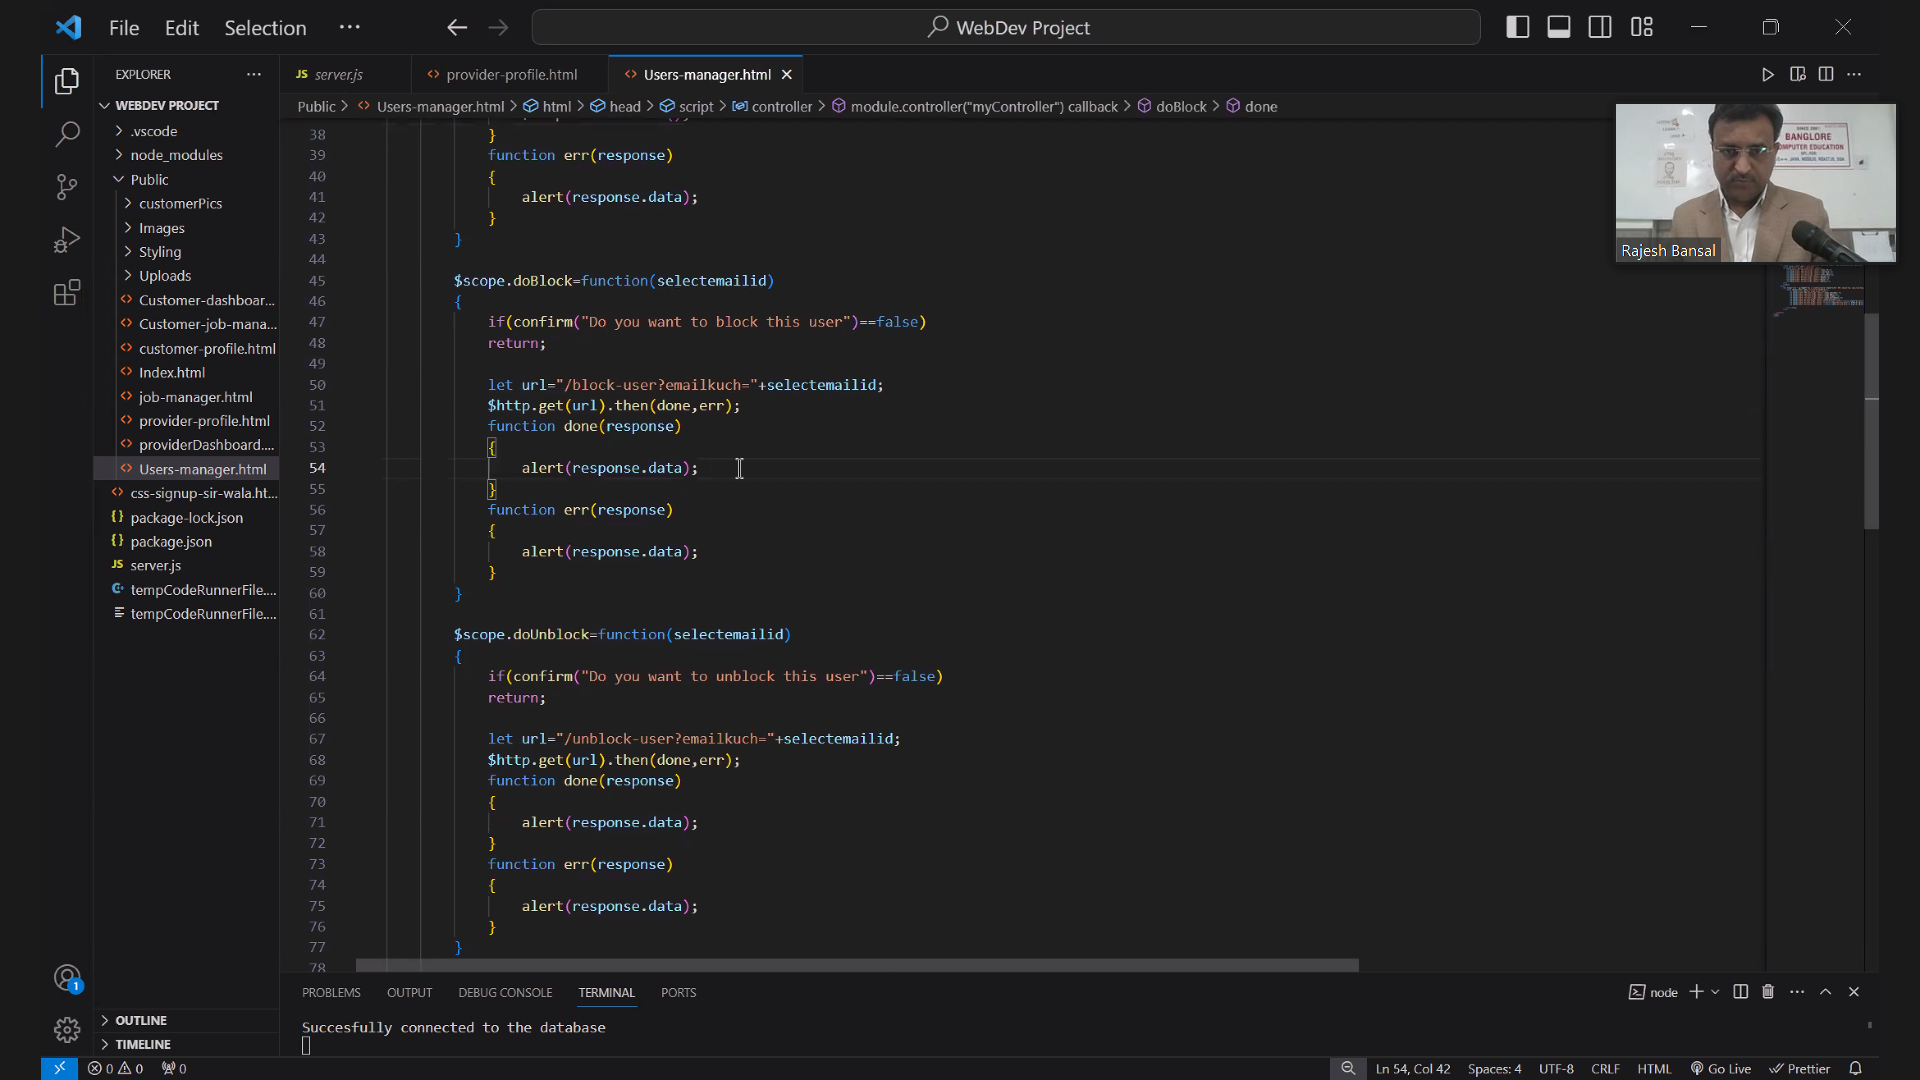 File Edit Selection ···
WebDev Project
EXPLORER ···
WEBDEV PROJECT
.vscode
node_modules
Public
customerPics
Images
Styling
Uploads
Customer-dashboar...
Customer-job-mana...
customer-profile.html
Index.html
job-manager.html
provider-profile.html
providerDashboard....
Users-manager.html
css-signup-sir-wala.ht...
package-lock.json
package.json
JS server.js
tempCodeRunnerFile....
tempCodeRunnerFile....
OUTLINE
TIMELINE
JS server.js
provider-profile.html
Users-manager.html
Public > Users-manager.html > html > head > script > controller > module.controller("myController") callback > doBlock > done
38 }
39 function err(response)
40 {
41 alert(response.data);
42 }
43 }
44
45 $scope.doBlock=function(selectemailid)
46 {
47 if(confirm("Do you want to block this user")==false)
48 return;
49
50 let url="/block-user?emailkuch="+selectemailid;
51 $http.get(url).then(done,err);
52 function done(response)
53 {
54 alert(response.data);
55 }
56 function err(response)
57 {
58 alert(response.data);
59 }
60 }
61
62 $scope.doUnblock=function(selectemailid)
63 {
64 if(confirm("Do you want to unblock this user")==false)
65 return;
66
67 let url="/unblock-user?emailkuch="+selectemailid;
68 $http.get(url).then(done,err);
69 function done(response)
70 {
71 alert(response.data);
72 }
73 function err(response)
74 {
75 alert(response.data);
76 }
77 }
78
BANGLORE
COMPUTER EDUCATION
Rajesh Bansal
PROBLEMS OUTPUT DEBUG CONSOLE TERMINAL PORTS
node
Succesfully connected to the database
1
0 0 0
Ln 54, Col 42 Spaces: 4 UTF-8 CRLF HTML Go Live Prettier